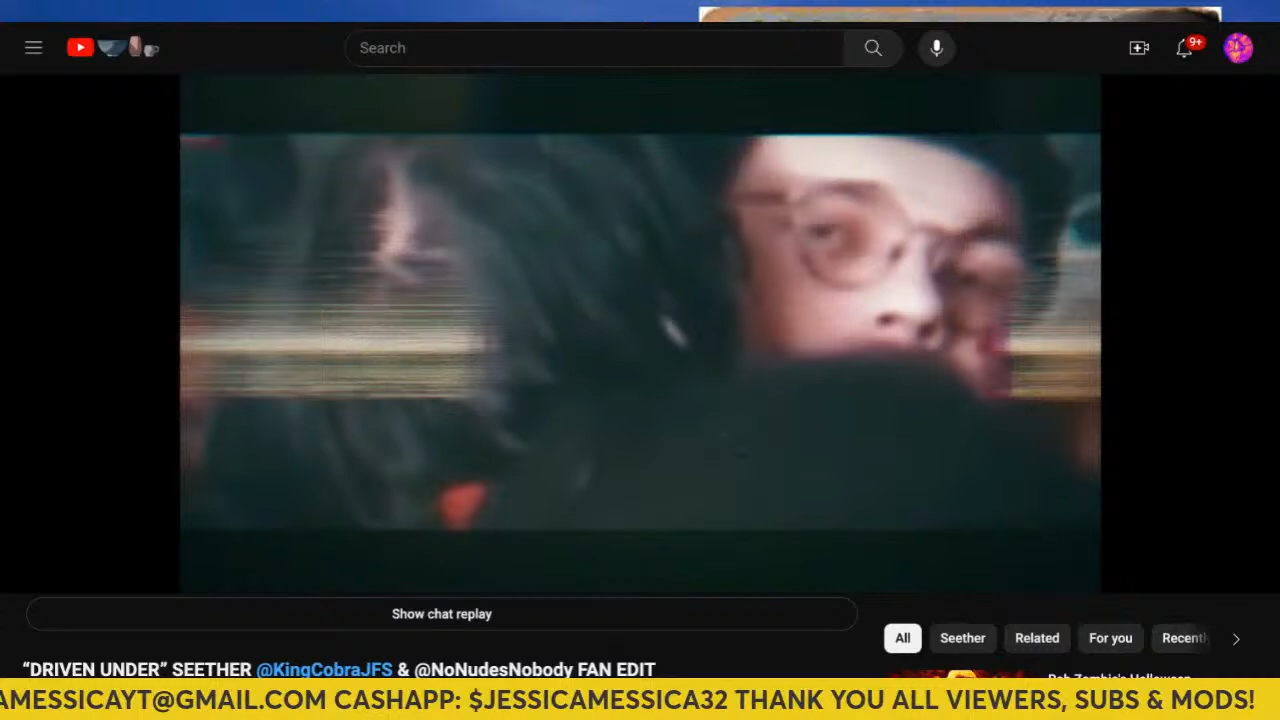 Search
9+
Show chat replay
All Seether Related For you Recent
“DRIVEN UNDER” SEETHER @KingCobraJFS & @NoNudesNobody FAN EDIT
AMESSICAYT@GMAIL.COM CASHAPP: $JESSICAMESSICA32 THANK YOU ALL VIEWERS, SUBS & MODS!